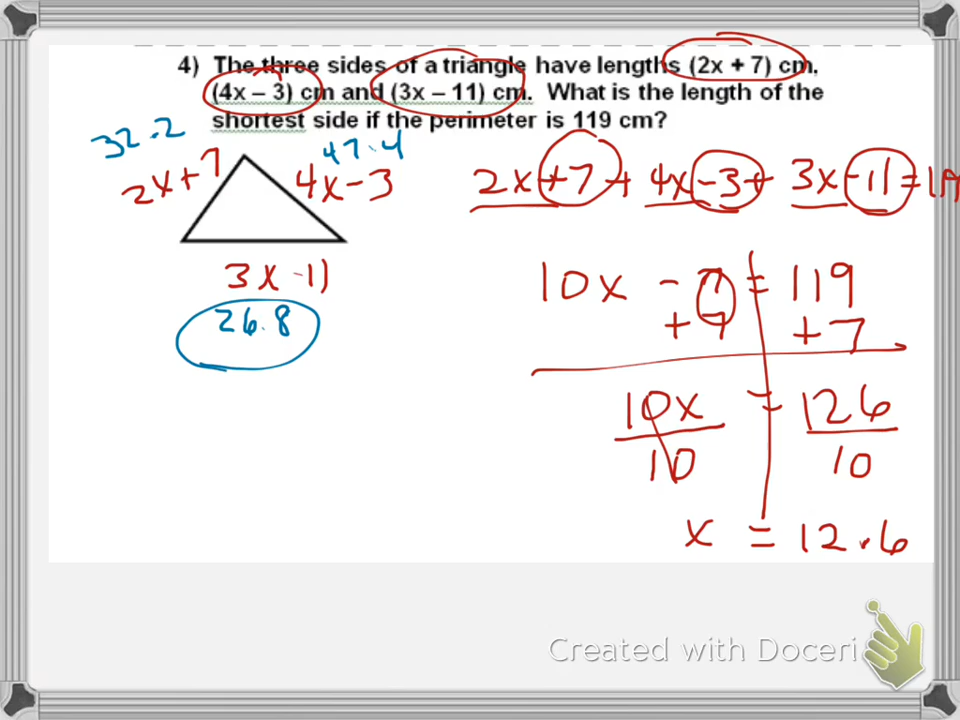 4) The three sides of a triangle have lengths (2x + 7) cm,
(4x – 3) cm and (3x – 11) cm. What is the length of the
shortest side if the perimeter is 119 cm?
32.2
47.4
2x+7
4x-3
3x-11
26.8
2x+7+ 4x-3+ 3x-11=119
10x - 7 = 119
+7 +7
10x = 126
10 10
x = 12.6
Created with Doceri